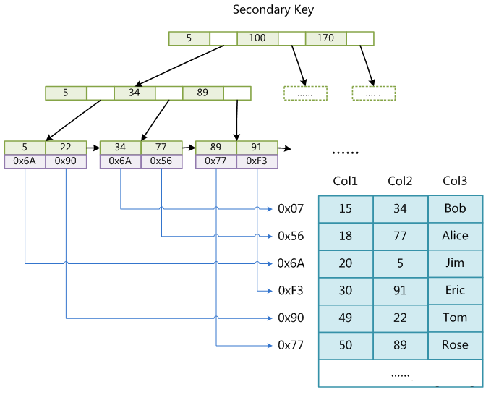 Secondary Key
5 100 170
5 34 89 ...... ......
5 22 34 77 89 91
0x6A 0x90 0x6A 0x56 0x77 0xF3
......
Col1 Col2 Col3
0x07 15 34 Bob
0x56 18 77 Alice
0x6A 20 5 Jim
0xF3 30 91 Eric
0x90 49 22 Tom
0x77 50 89 Rose
......